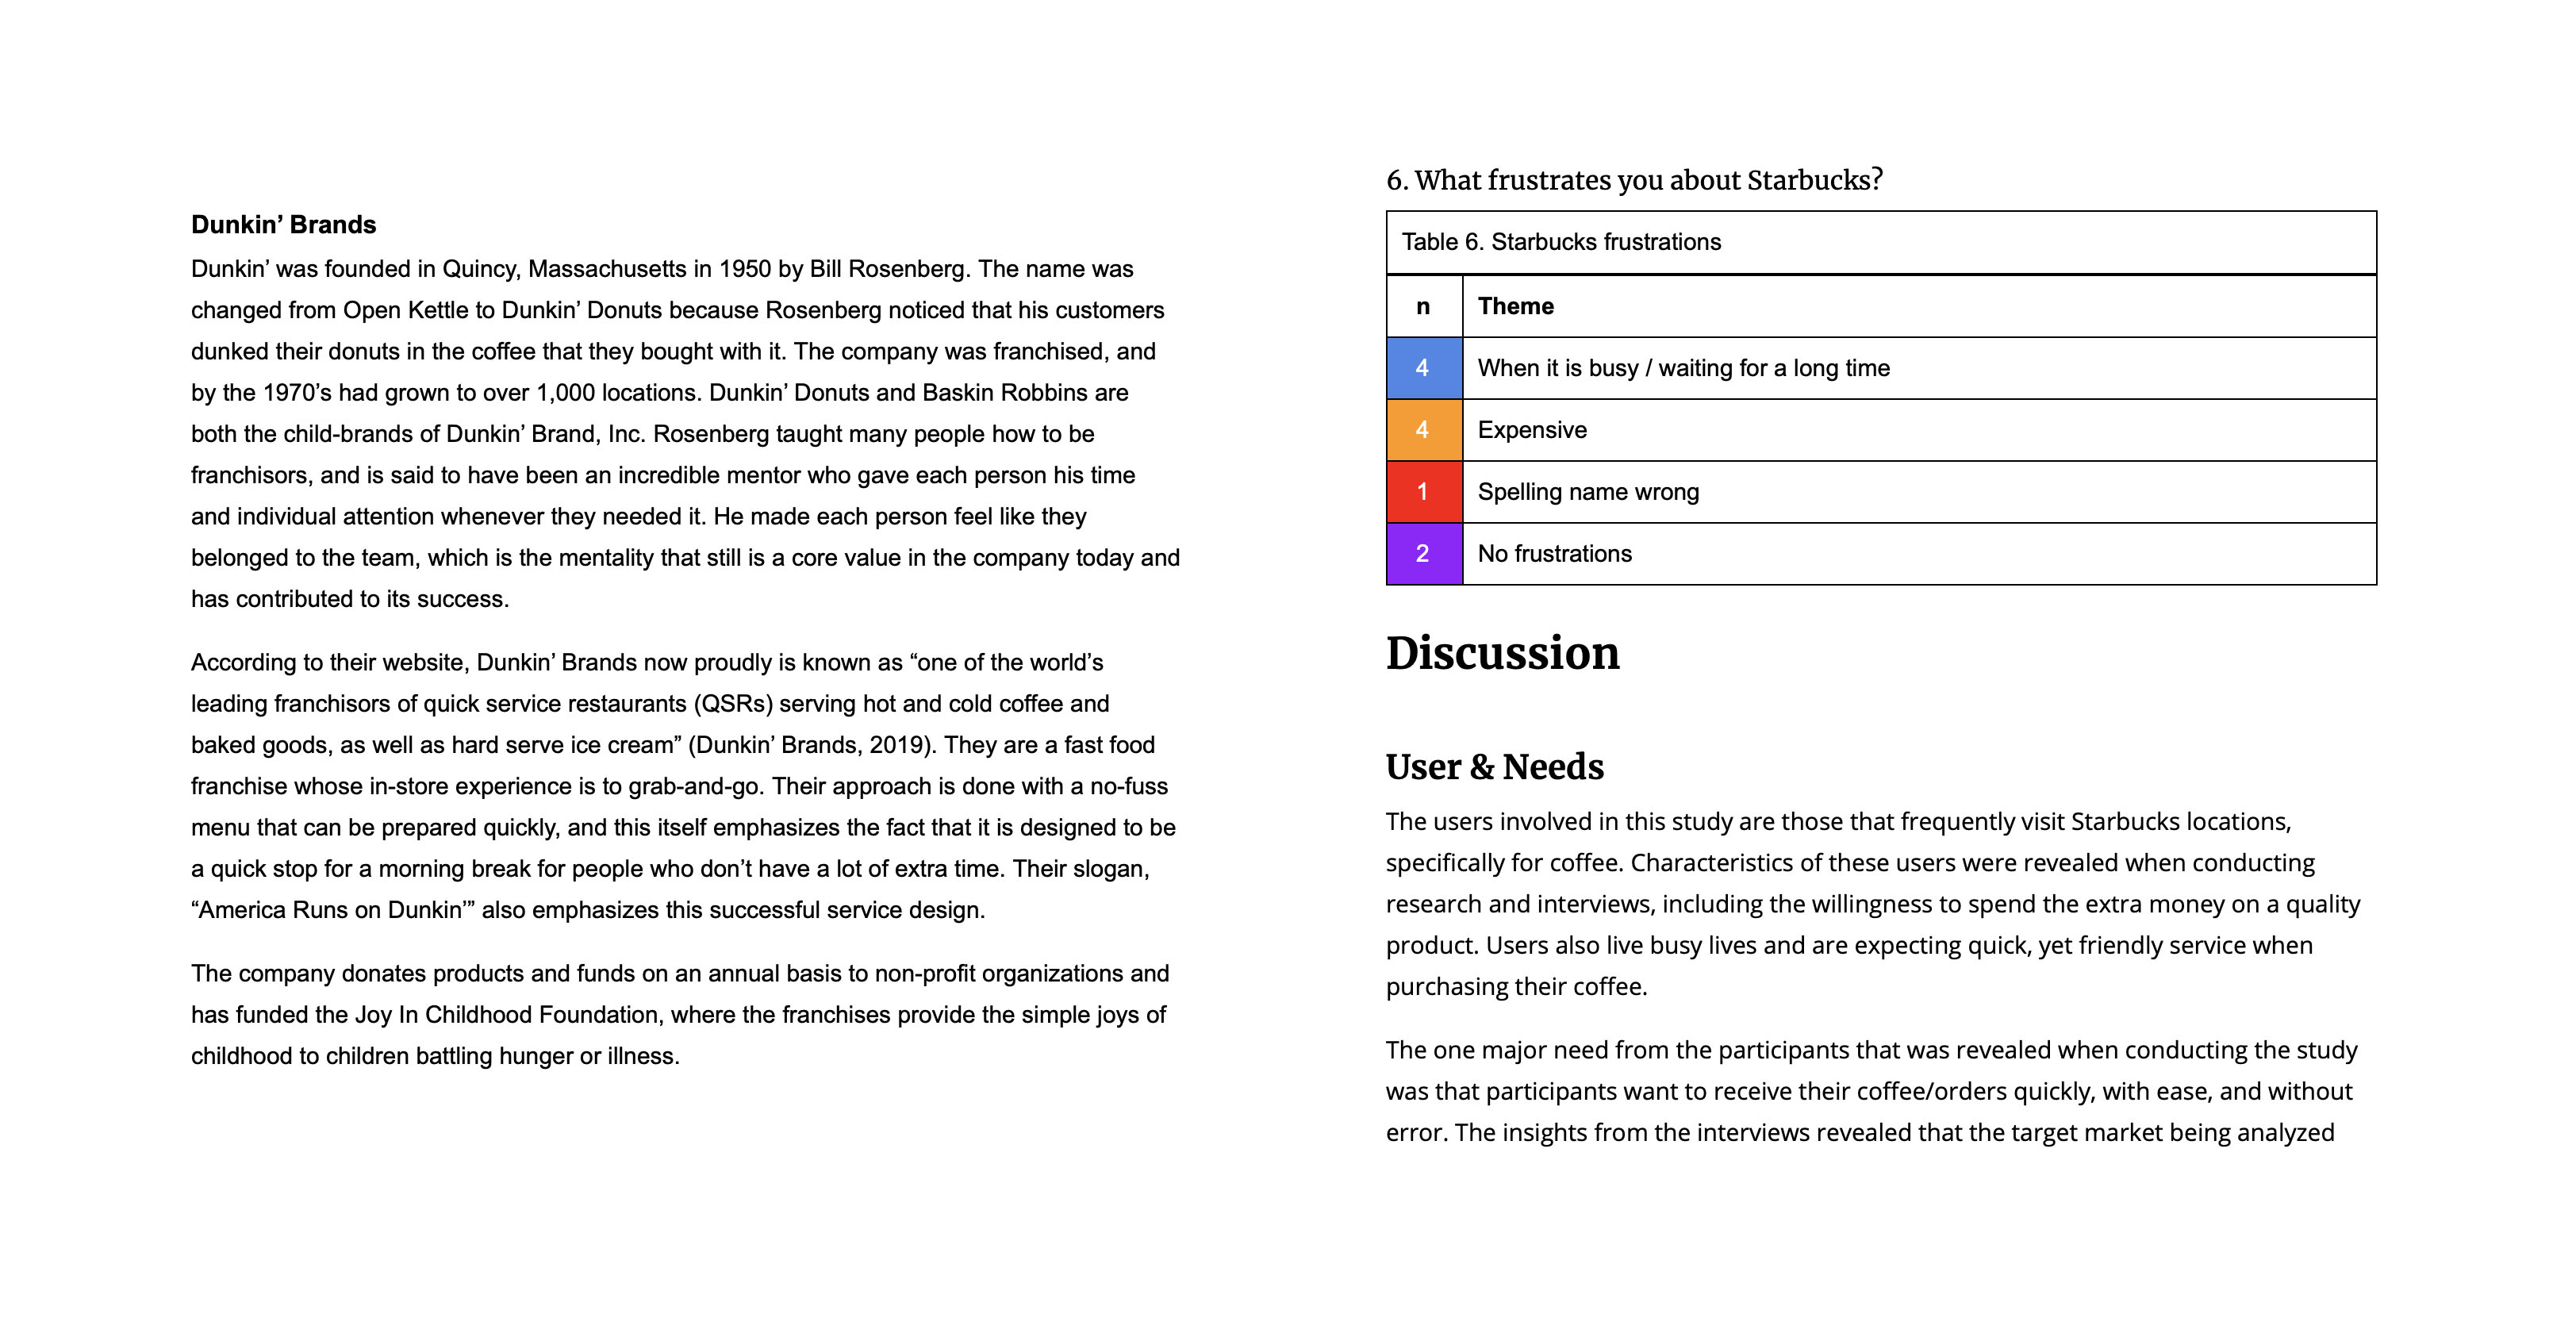 Dunkin’ Brands
Dunkin’ was founded in Quincy, Massachusetts in 1950 by Bill Rosenberg. The name was
changed from Open Kettle to Dunkin’ Donuts because Rosenberg noticed that his customers
dunked their donuts in the coffee that they bought with it. The company was franchised, and
by the 1970’s had grown to over 1,000 locations. Dunkin’ Donuts and Baskin Robbins are
both the child-brands of Dunkin’ Brand, Inc. Rosenberg taught many people how to be
franchisors, and is said to have been an incredible mentor who gave each person his time
and individual attention whenever they needed it. He made each person feel like they
belonged to the team, which is the mentality that still is a core value in the company today and
has contributed to its success.
According to their website, Dunkin’ Brands now proudly is known as “one of the world’s
leading franchisors of quick service restaurants (QSRs) serving hot and cold coffee and
baked goods, as well as hard serve ice cream” (Dunkin’ Brands, 2019). They are a fast food
franchise whose in-store experience is to grab-and-go. Their approach is done with a no-fuss
menu that can be prepared quickly, and this itself emphasizes the fact that it is designed to be
a quick stop for a morning break for people who don’t have a lot of extra time. Their slogan,
“America Runs on Dunkin’” also emphasizes this successful service design.
The company donates products and funds on an annual basis to non-profit organizations and
has funded the Joy In Childhood Foundation, where the franchises provide the simple joys of
childhood to children battling hunger or illness.
6. What frustrates you about Starbucks?
Table 6. Starbucks frustrations
n Theme
4 When it is busy / waiting for a long time
4 Expensive
1 Spelling name wrong
2 No frustrations
Discussion
User & Needs
The users involved in this study are those that frequently visit Starbucks locations,
specifically for coffee. Characteristics of these users were revealed when conducting
research and interviews, including the willingness to spend the extra money on a quality
product. Users also live busy lives and are expecting quick, yet friendly service when
purchasing their coffee.
The one major need from the participants that was revealed when conducting the study
was that participants want to receive their coffee/orders quickly, with ease, and without
error. The insights from the interviews revealed that the target market being analyzed